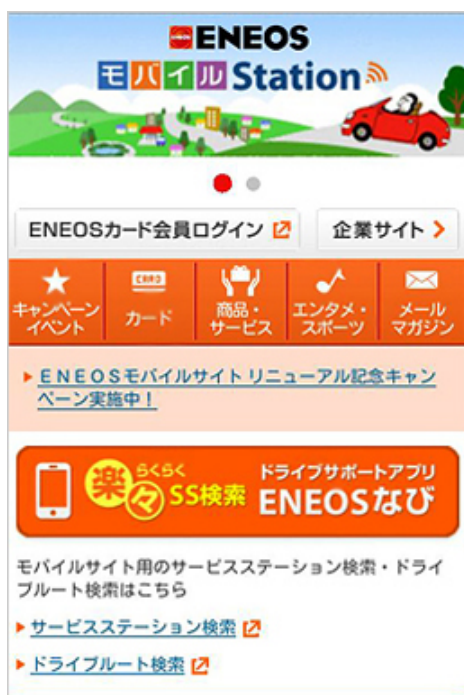 ENEOS
モバイル Station
ENEOSカード会員ログイン
企業サイト
キャンペーン
イベント
CARD
カード
商品・
サービス
エンタメ・
スポーツ
メール
マガジン
ENEOSモバイルサイトリニューアル記念キャン
ペーン実施中!
らくらく
楽々SS検索
ドライブサポートアプリ
ENEOSなび
モバイルサイト用のサービスステーション検索・ドライ
ブルート検索はこちら
サービスステーション検索
ドライブルート検索